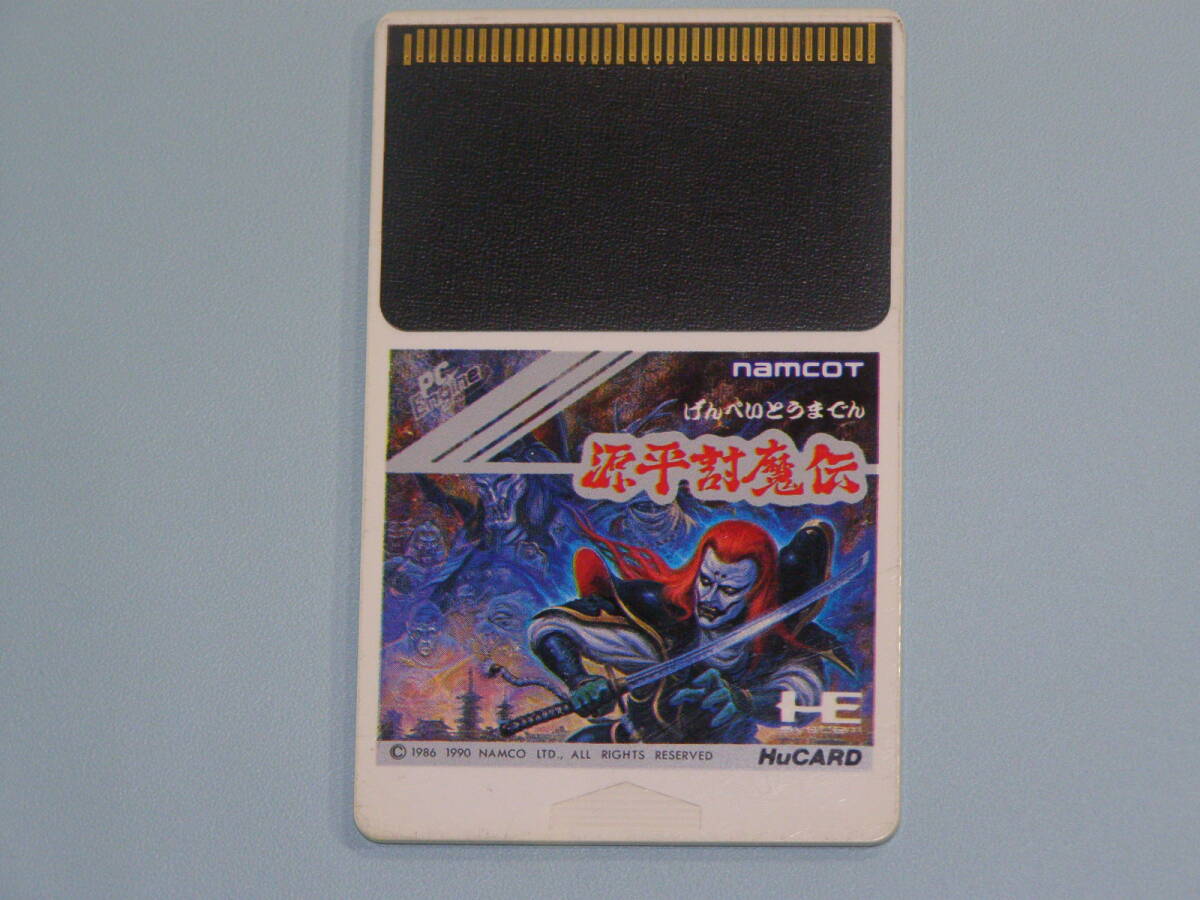 PC Engine
namcoT
げんぺいとうまでん
源平討魔伝
HE
system
© 1986 1990 NAMCO LTD., ALL RIGHTS RESERVED
HuCARD